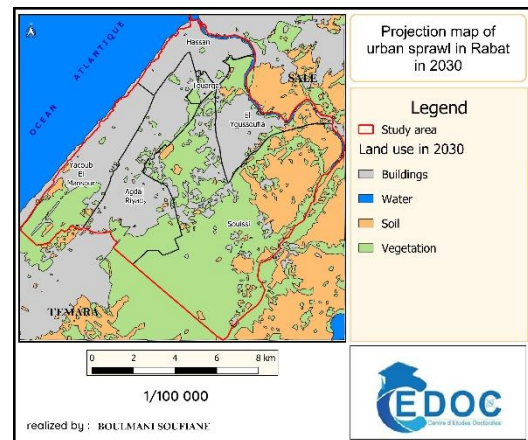 Projection map of
urban sprawl in Rabat
in 2030
OCEAN ATLANTIQUE
Hassan
SALE
Touarga
El
Youssoufia
Yacoub
El
Mansour
Agdal
Riyad
Souissi
TEMARA
Legend
Study area
Land use in 2030
Buildings
Water
Soil
Vegetation
0 2 4 6 8 km
1/100 000
realized by : BOULMANI SOUFIANE
EDOC
Centre d'Etudes Doctorales